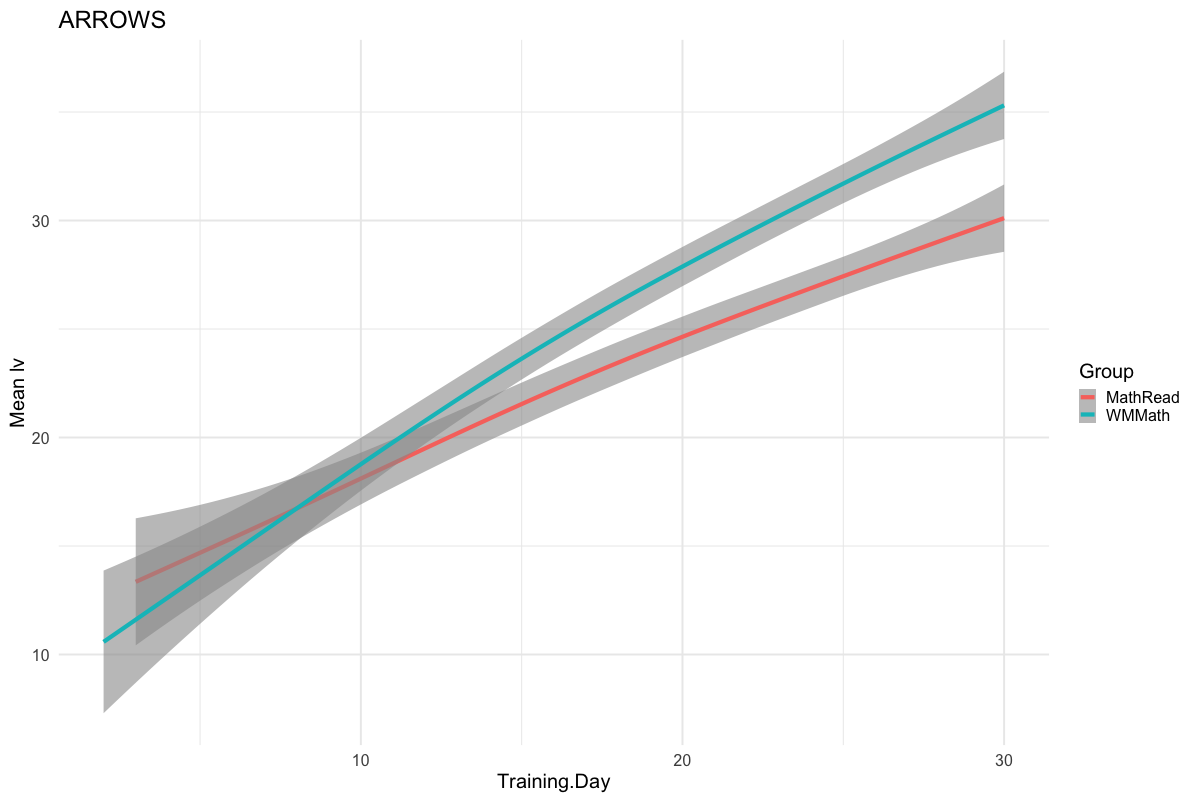 ARROWS
Mean lv
30
20
10
10
20
30
Training.Day
Group
MathRead
WMMath